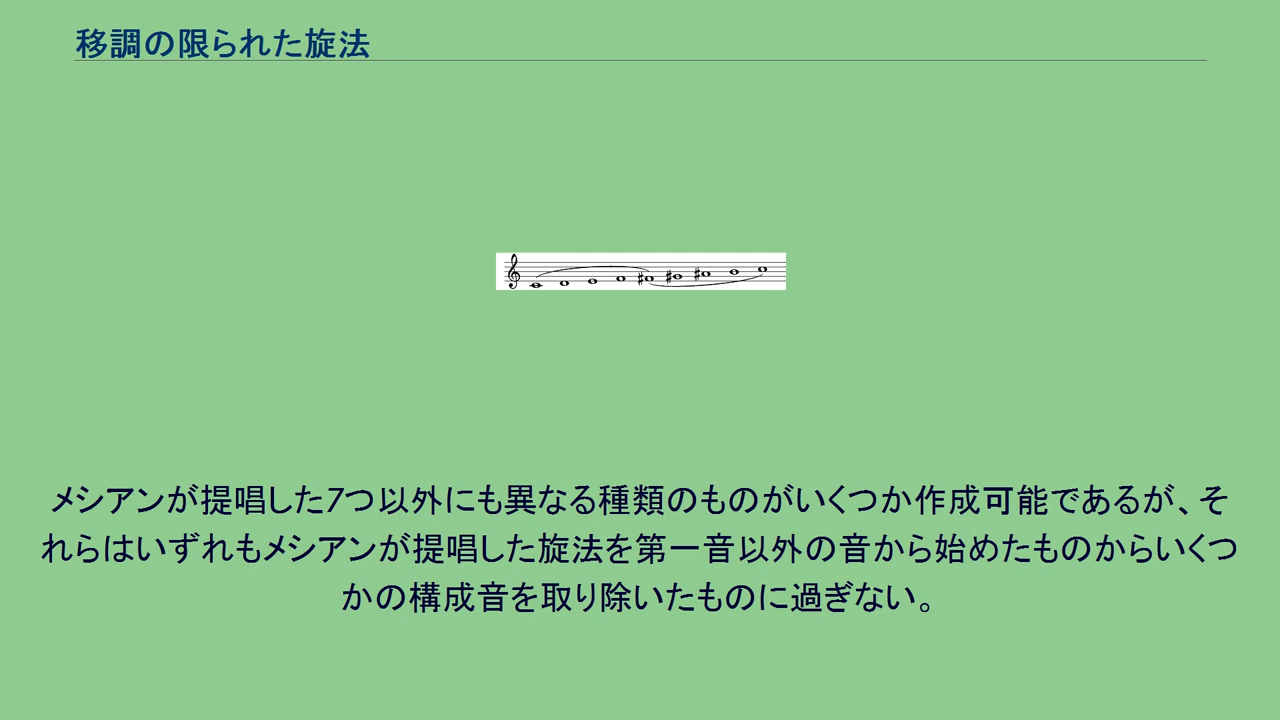 移調の限られた旋法
メシアンが提唱した7つ以外にも異なる種類のものがいくつか作成可能であるが、そ
れらはいずれもメシアンが提唱した旋法を第一音以外の音から始めたものからいくつ
かの構成音を取り除いたものに過ぎない。